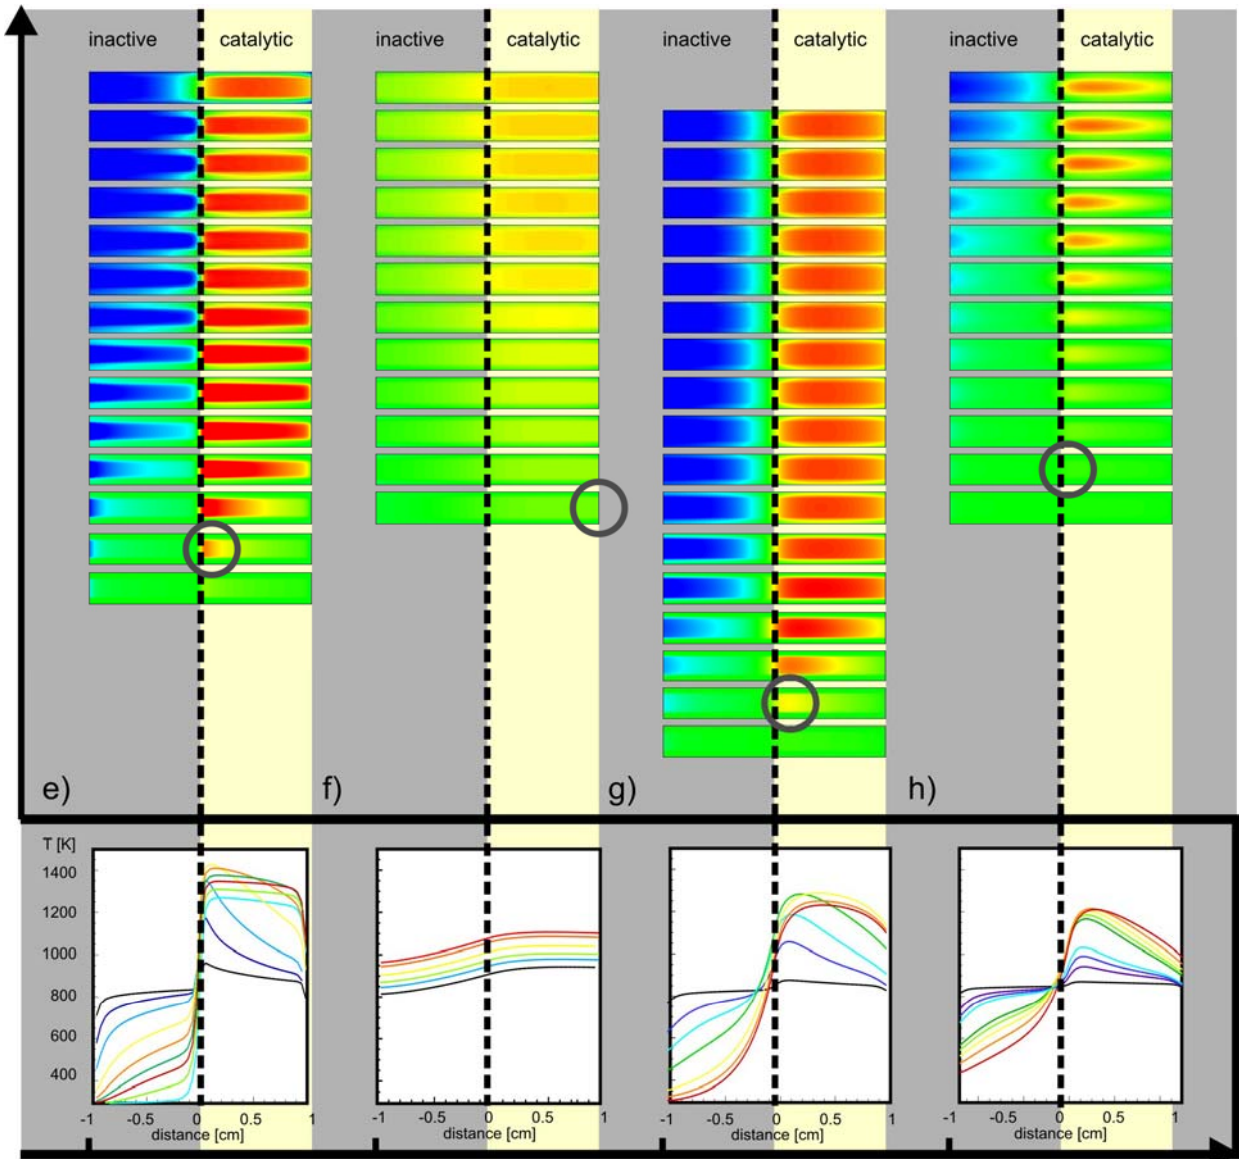 inactive catalytic inactive catalytic inactive catalytic inactive catalytic
e) f) g) h)
T [K]
1400
1200
1000
800
600
400
-1 -0.5 0 0.5 1 -1 -0.5 0 0.5 1 -1 -0.5 0 0.5 1 -1 -0.5 0 0.5 1
distance [cm] distance [cm] distance [cm] distance [cm]